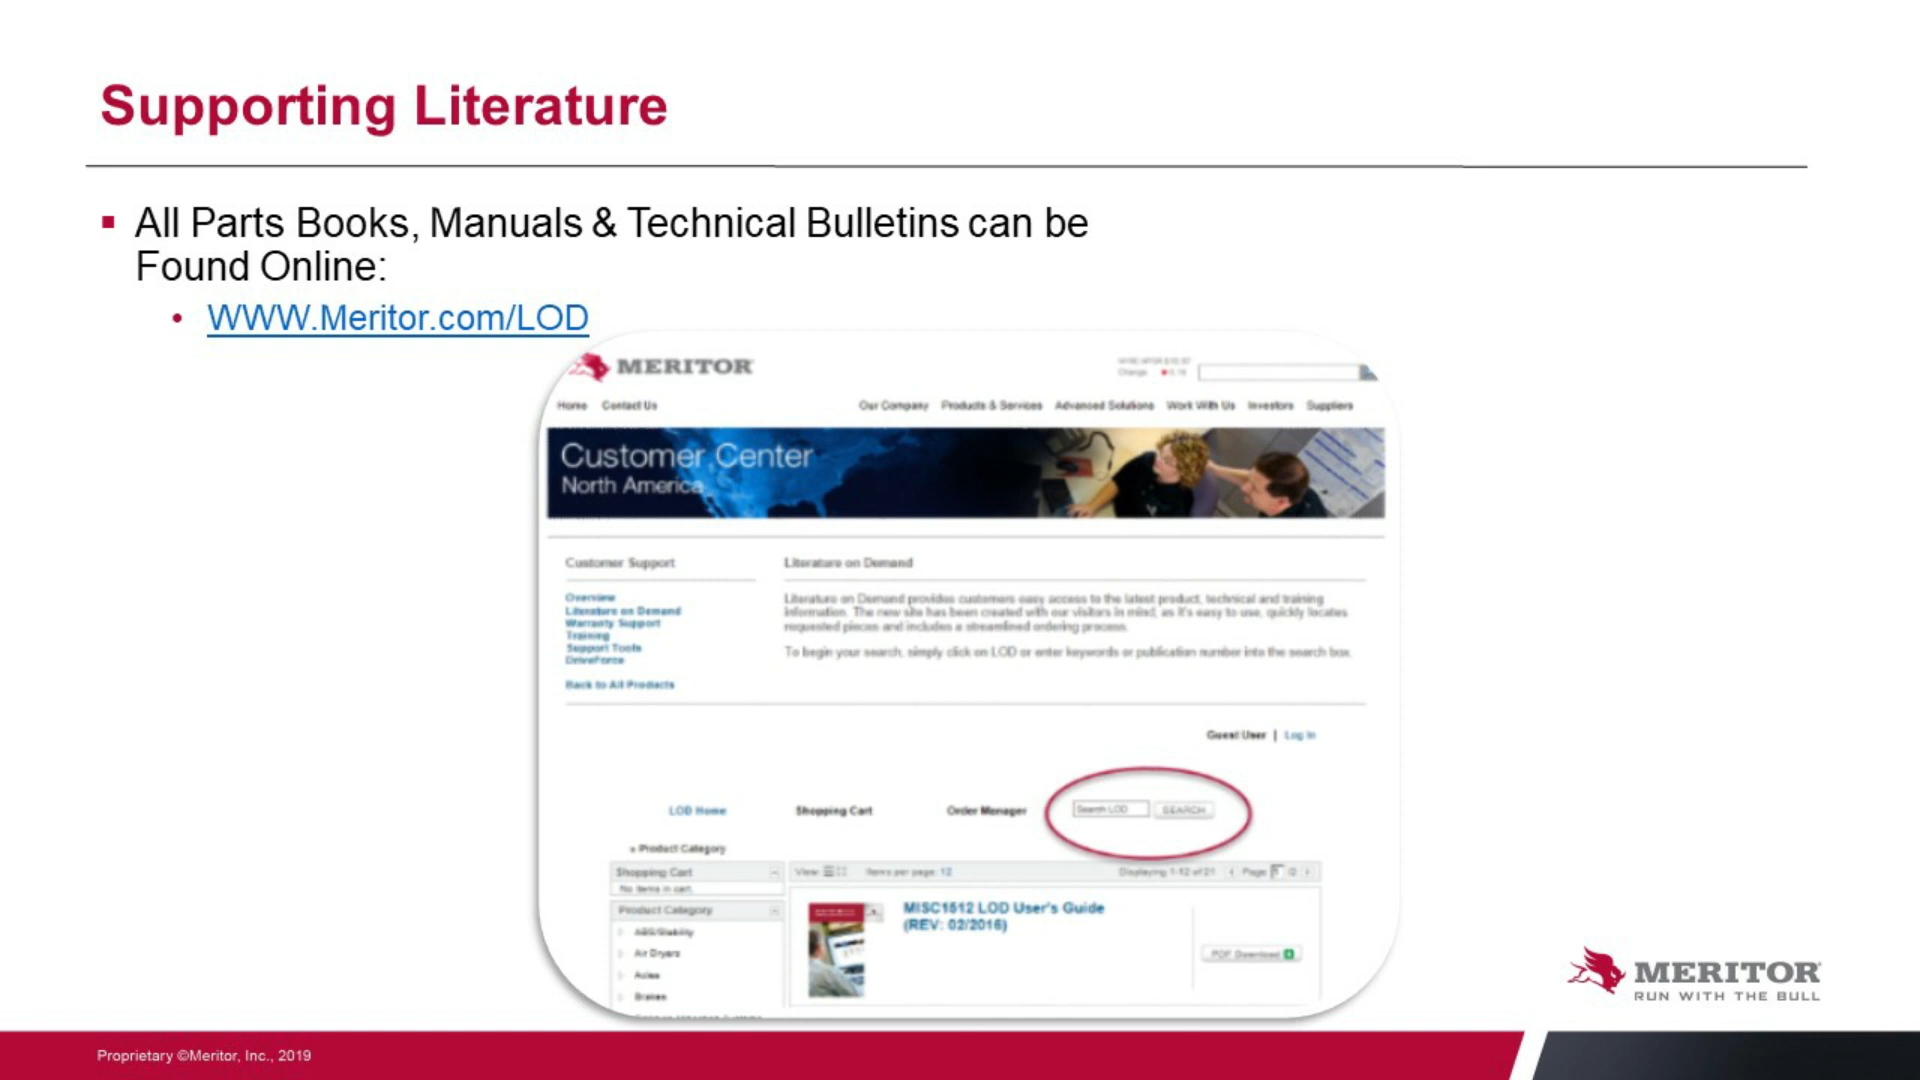 Supporting Literature
All Parts Books, Manuals & Technical Bulletins can be
Found Online:
WWW.Meritor.com/LOD
MERITOR
Change
Home Contact Us Our Company Products & Services Advanced Solutions Work With Us Investors Suppliers
Customer Center
North America
Customer Support Literature on Demand
Overview
Literature on Demand
Warranty Support
Training
Support Tools
DriveForce
Back to All Products
Literature on Demand provides customers easy access to the latest product, technical and training
information. The new site has been created with our visitors in mind, as it's easy to use, quickly locates
requested pieces and includes a streamlined ordering process.
To begin your search, simply click on LOD or enter keywords or publication number into the search box.
Guest User | Log In
LOD Home Shopping Cart Order Manager Search LOD SEARCH
Product Category
Shopping Cart View: Items per page: 12 Displaying 1-12 of 21 Page
No items in cart.
Product Category
ABS/Stability
Air Dryers
Axles
Brakes
MISC1512 LOD User's Guide
(REV: 02/2016)
PDF Download
MERITOR
RUN WITH THE BULL
Proprietary ©Meritor, Inc., 2019